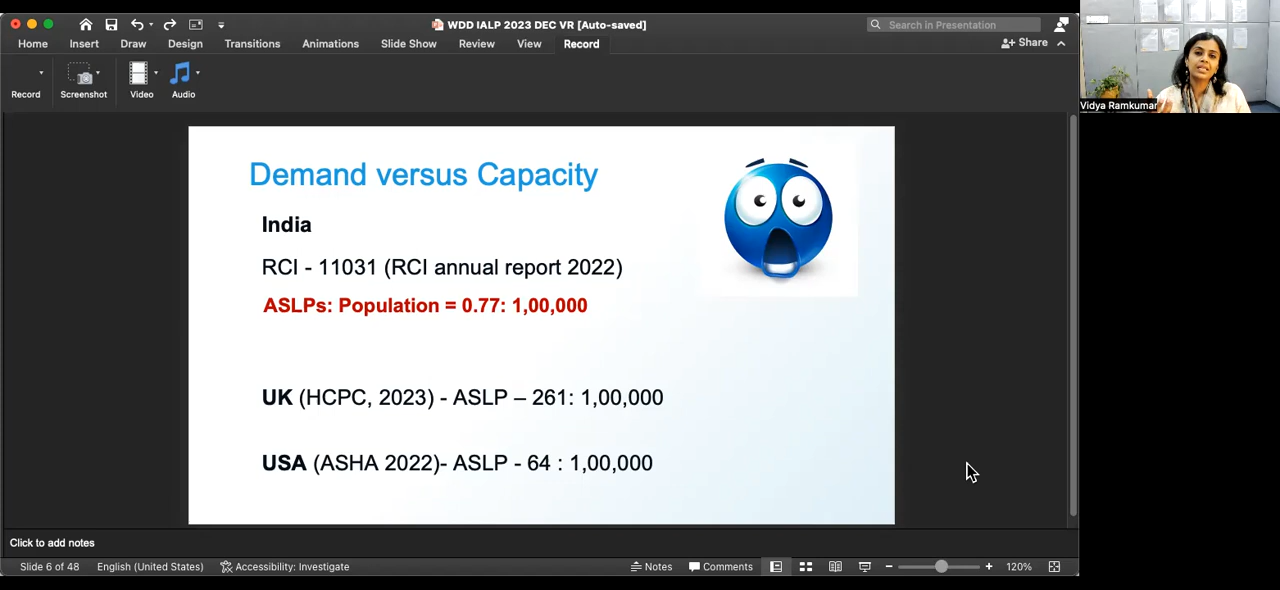 WDD IALP 2023 DEC VR [Auto-saved]
Search in Presentation
Home Insert Draw Design Transitions Animations Slide Show Review View Record
Share
Record Screenshot Video Audio
Vidya Ramkumar
Demand versus Capacity
India
RCI - 11031 (RCI annual report 2022)
ASLPs: Population = 0.77: 1,00,000
UK (HCPC, 2023) - ASLP – 261: 1,00,000
USA (ASHA 2022)- ASLP - 64 : 1,00,000
Click to add notes
Slide 6 of 48 English (United States) Accessibility: Investigate Notes Comments 120%